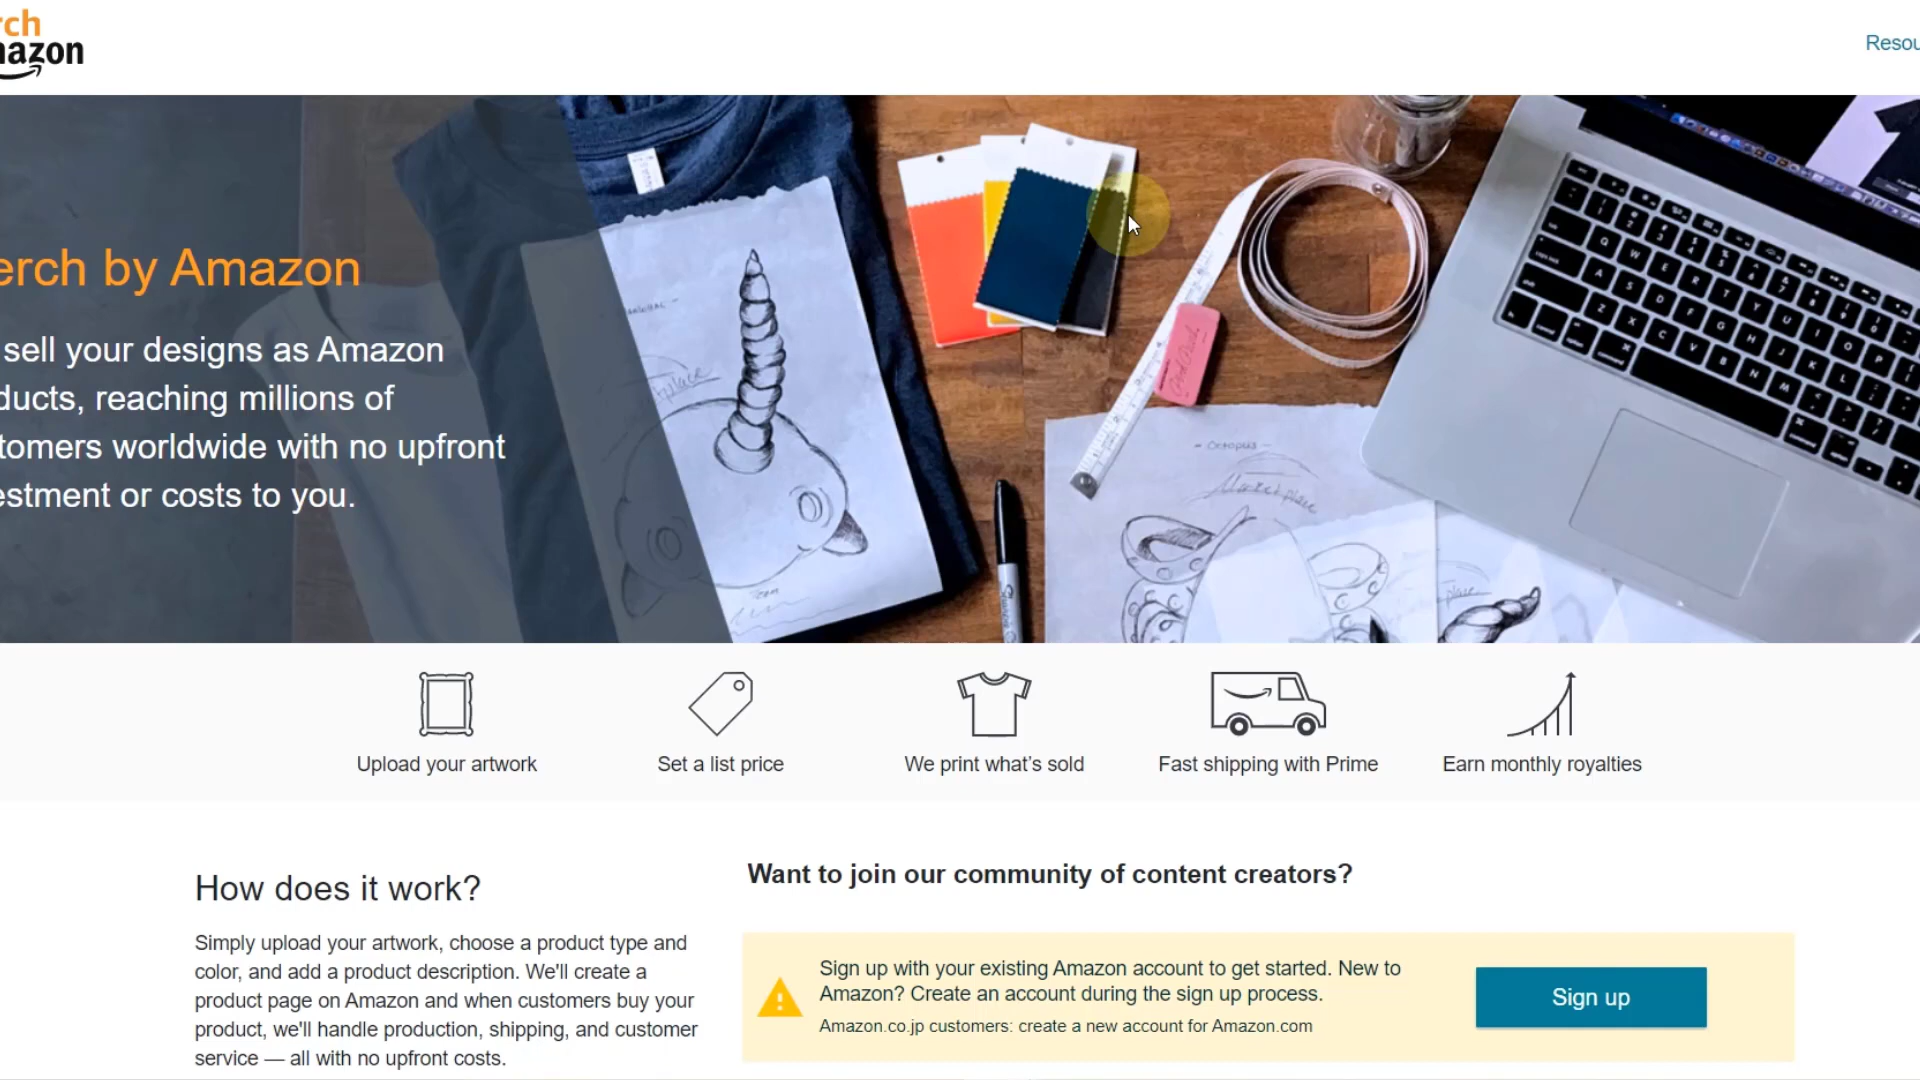 rch
nazon
Resou
erch by Amazon
sell your designs as Amazon
ducts, reaching millions of
tomers worldwide with no upfront
estment or costs to you.
- Octopus -
Marketplace
Upload your artwork
Set a list price
We print what's sold
Fast shipping with Prime
Earn monthly royalties
How does it work?
Simply upload your artwork, choose a product type and
color, and add a product description. We'll create a
product page on Amazon and when customers buy your
product, we'll handle production, shipping, and customer
service — all with no upfront costs.
Want to join our community of content creators?
Sign up with your existing Amazon account to get started. New to
Amazon? Create an account during the sign up process.
Amazon.co.jp customers: create a new account for Amazon.com
Sign up